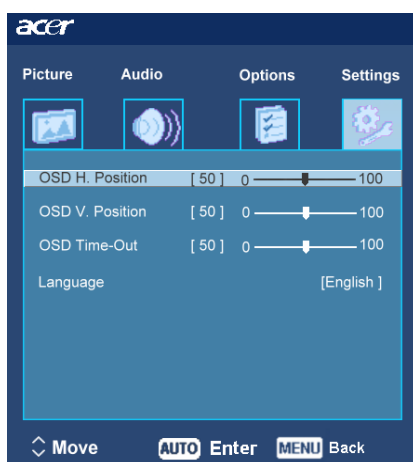 acer
Picture Audio Options Settings
OSD H. Position [ 50 ] 0 100
OSD V. Position [ 50 ] 0 100
OSD Time-Out [ 50 ] 0 100
Language [English ]
Move AUTO Enter MENU Back